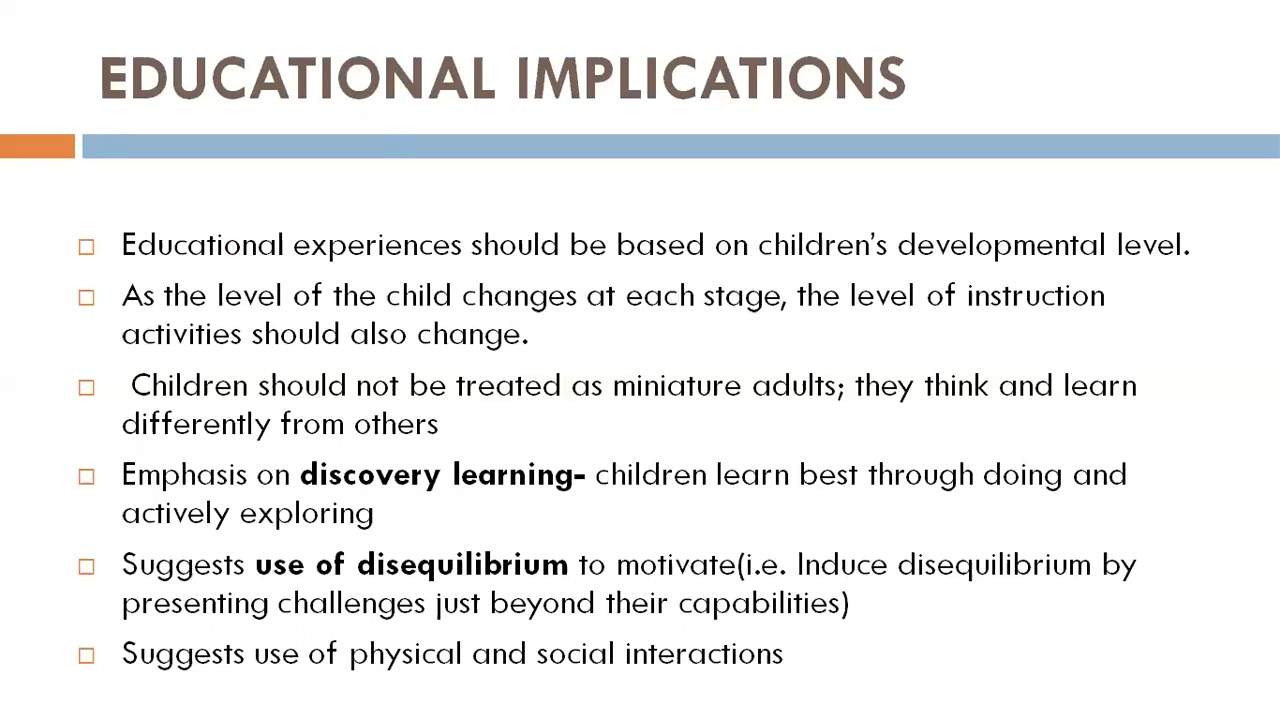 EDUCATIONAL IMPLICATIONS
Educational experiences should be based on children's developmental level.
As the level of the child changes at each stage, the level of instruction
activities should also change.
Children should not be treated as miniature adults; they think and learn
differently from others
Emphasis on discovery learning- children learn best through doing and
actively exploring
Suggests use of disequilibrium to motivate(i.e. Induce disequilibrium by
presenting challenges just beyond their capabilities)
Suggests use of physical and social interactions